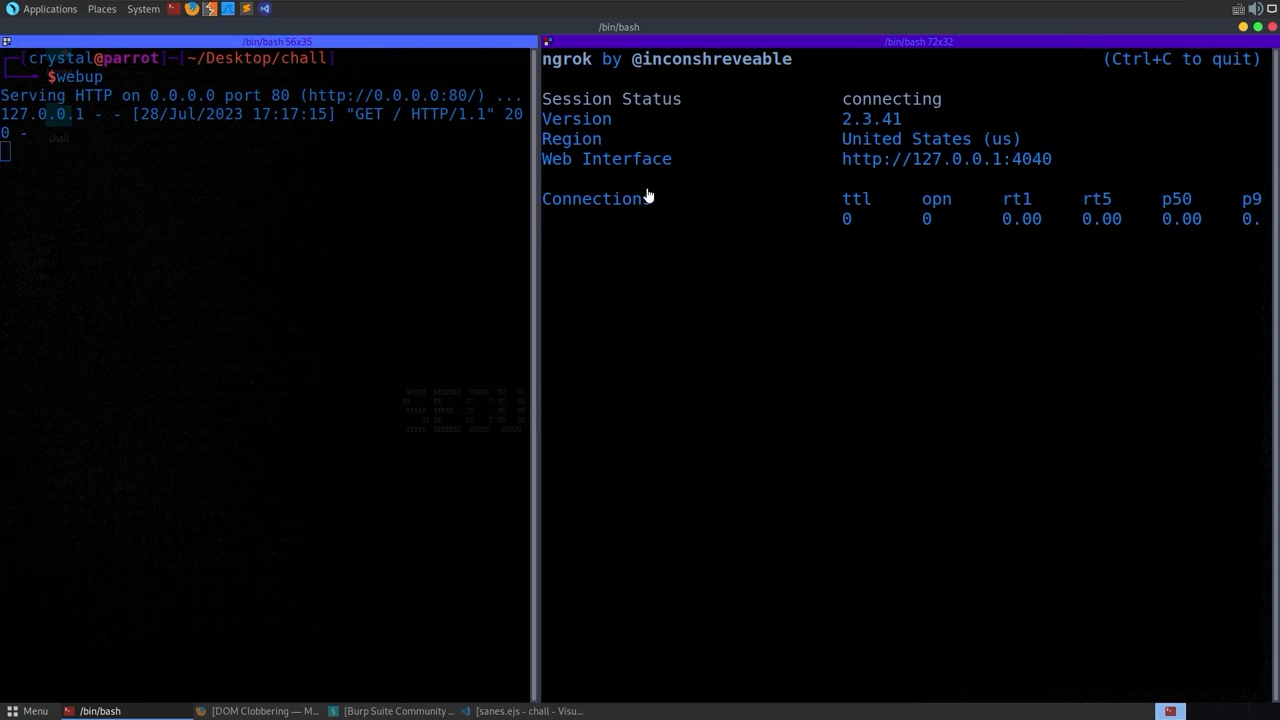 Applications Places System
/bin/bash
/bin/bash 56x35
┌─[crystal@parrot]─[~/Desktop/chall]
└──╼ $webup
Serving HTTP on 0.0.0.0 port 80 (http://0.0.0.0:80/) ...
127.0.0.1 - - [28/Jul/2023 17:17:15] "GET / HTTP/1.1" 20
0 -
chall
/bin/bash 72x32
ngrok by @inconshreveable (Ctrl+C to quit)
Session Status connecting
Version 2.3.41
Region United States (us)
Web Interface http://127.0.0.1:4040
Connections ttl opn rt1 rt5 p50 p9
0 0 0.00 0.00 0.00 0.
Menu /bin/bash [DOM Clobbering — M... [Burp Suite Community ... [sanes.ejs - chall - Visu...